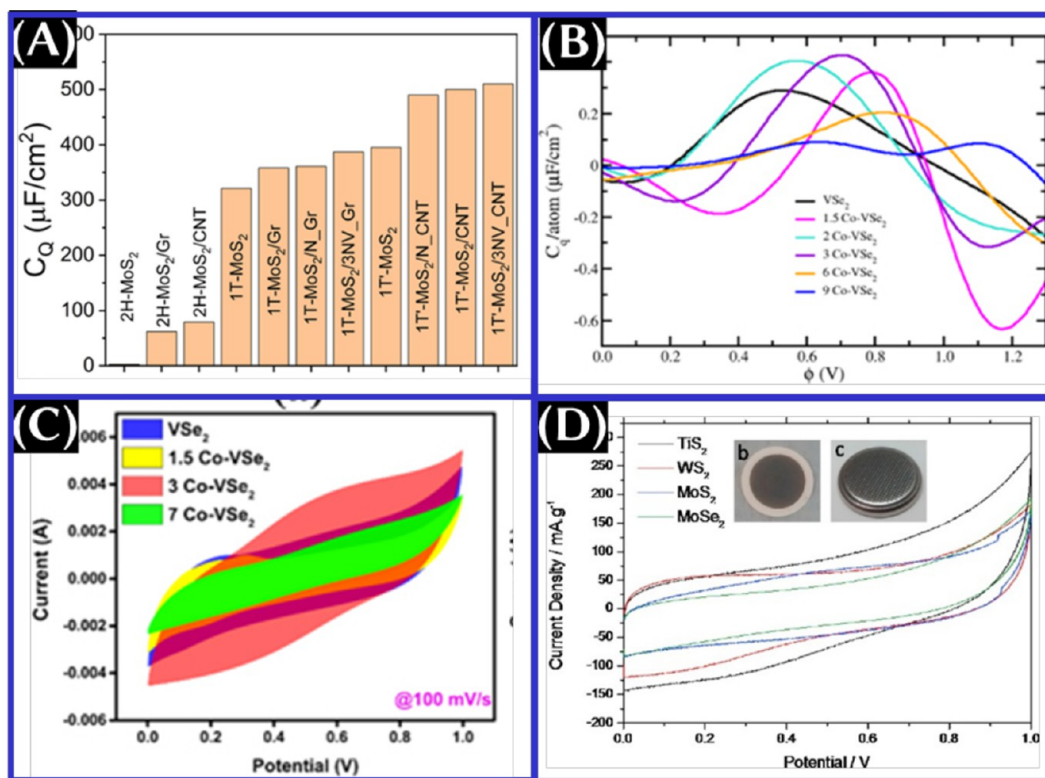 (A)
C_Q (μF/cm²)
500
400
300
200
100
0
2H-MoS₂
2H-MoS₂/Gr
2H-MoS₂/CNT
1T-MoS₂
1T-MoS₂/Gr
1T-MoS₂/N_Gr
1T-MoS₂/3NV_Gr
1T'-MoS₂
1T'-MoS₂/N_CNT
1T'-MoS₂/CNT
1T'-MoS₂/3NV_CNT
(B)
C_q/atom (μF/cm²)
0.2
0
-0.2
-0.4
-0.6
VSe₂
1.5 Co-VSe₂
2 Co-VSe₂
3 Co-VSe₂
6 Co-VSe₂
9 Co-VSe₂
0.0 0.2 0.4 0.6 0.8 1.0 1.2
ϕ (V)
(C)
VSe₂
1.5 Co-VSe₂
3 Co-VSe₂
7 Co-VSe₂
Current (A)
0.006
0.004
0.002
0.000
-0.002
-0.004
-0.006
@100 mV/s
0.0 0.2 0.4 0.6 0.8 1.0
Potential (V)
(D)
TiS₂
WS₂
MoS₂
MoSe₂
b
c
Current Density / mA.g⁻¹
250
200
150
100
50
0
-50
-100
-150
-200
0.0 0.2 0.4 0.6 0.8 1.0
Potential / V